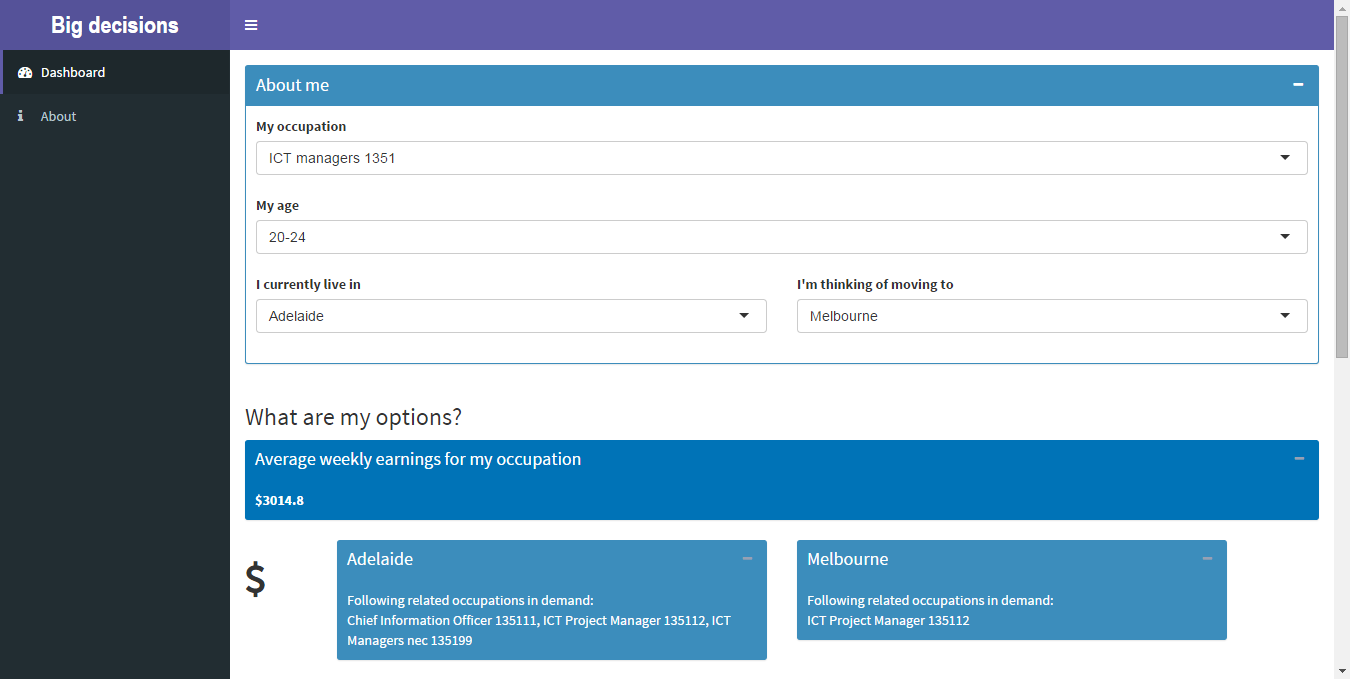 Big decisions
Dashboard
About
About me
My occupation
ICT managers 1351
My age
20-24
I currently live in
I'm thinking of moving to
Adelaide
Melbourne
What are my options?
Average weekly earnings for my occupation
$3014.8
$
Adelaide
Following related occupations in demand:
Chief Information Officer 135111, ICT Project Manager 135112, ICT
Managers nec 135199
Melbourne
Following related occupations in demand:
ICT Project Manager 135112